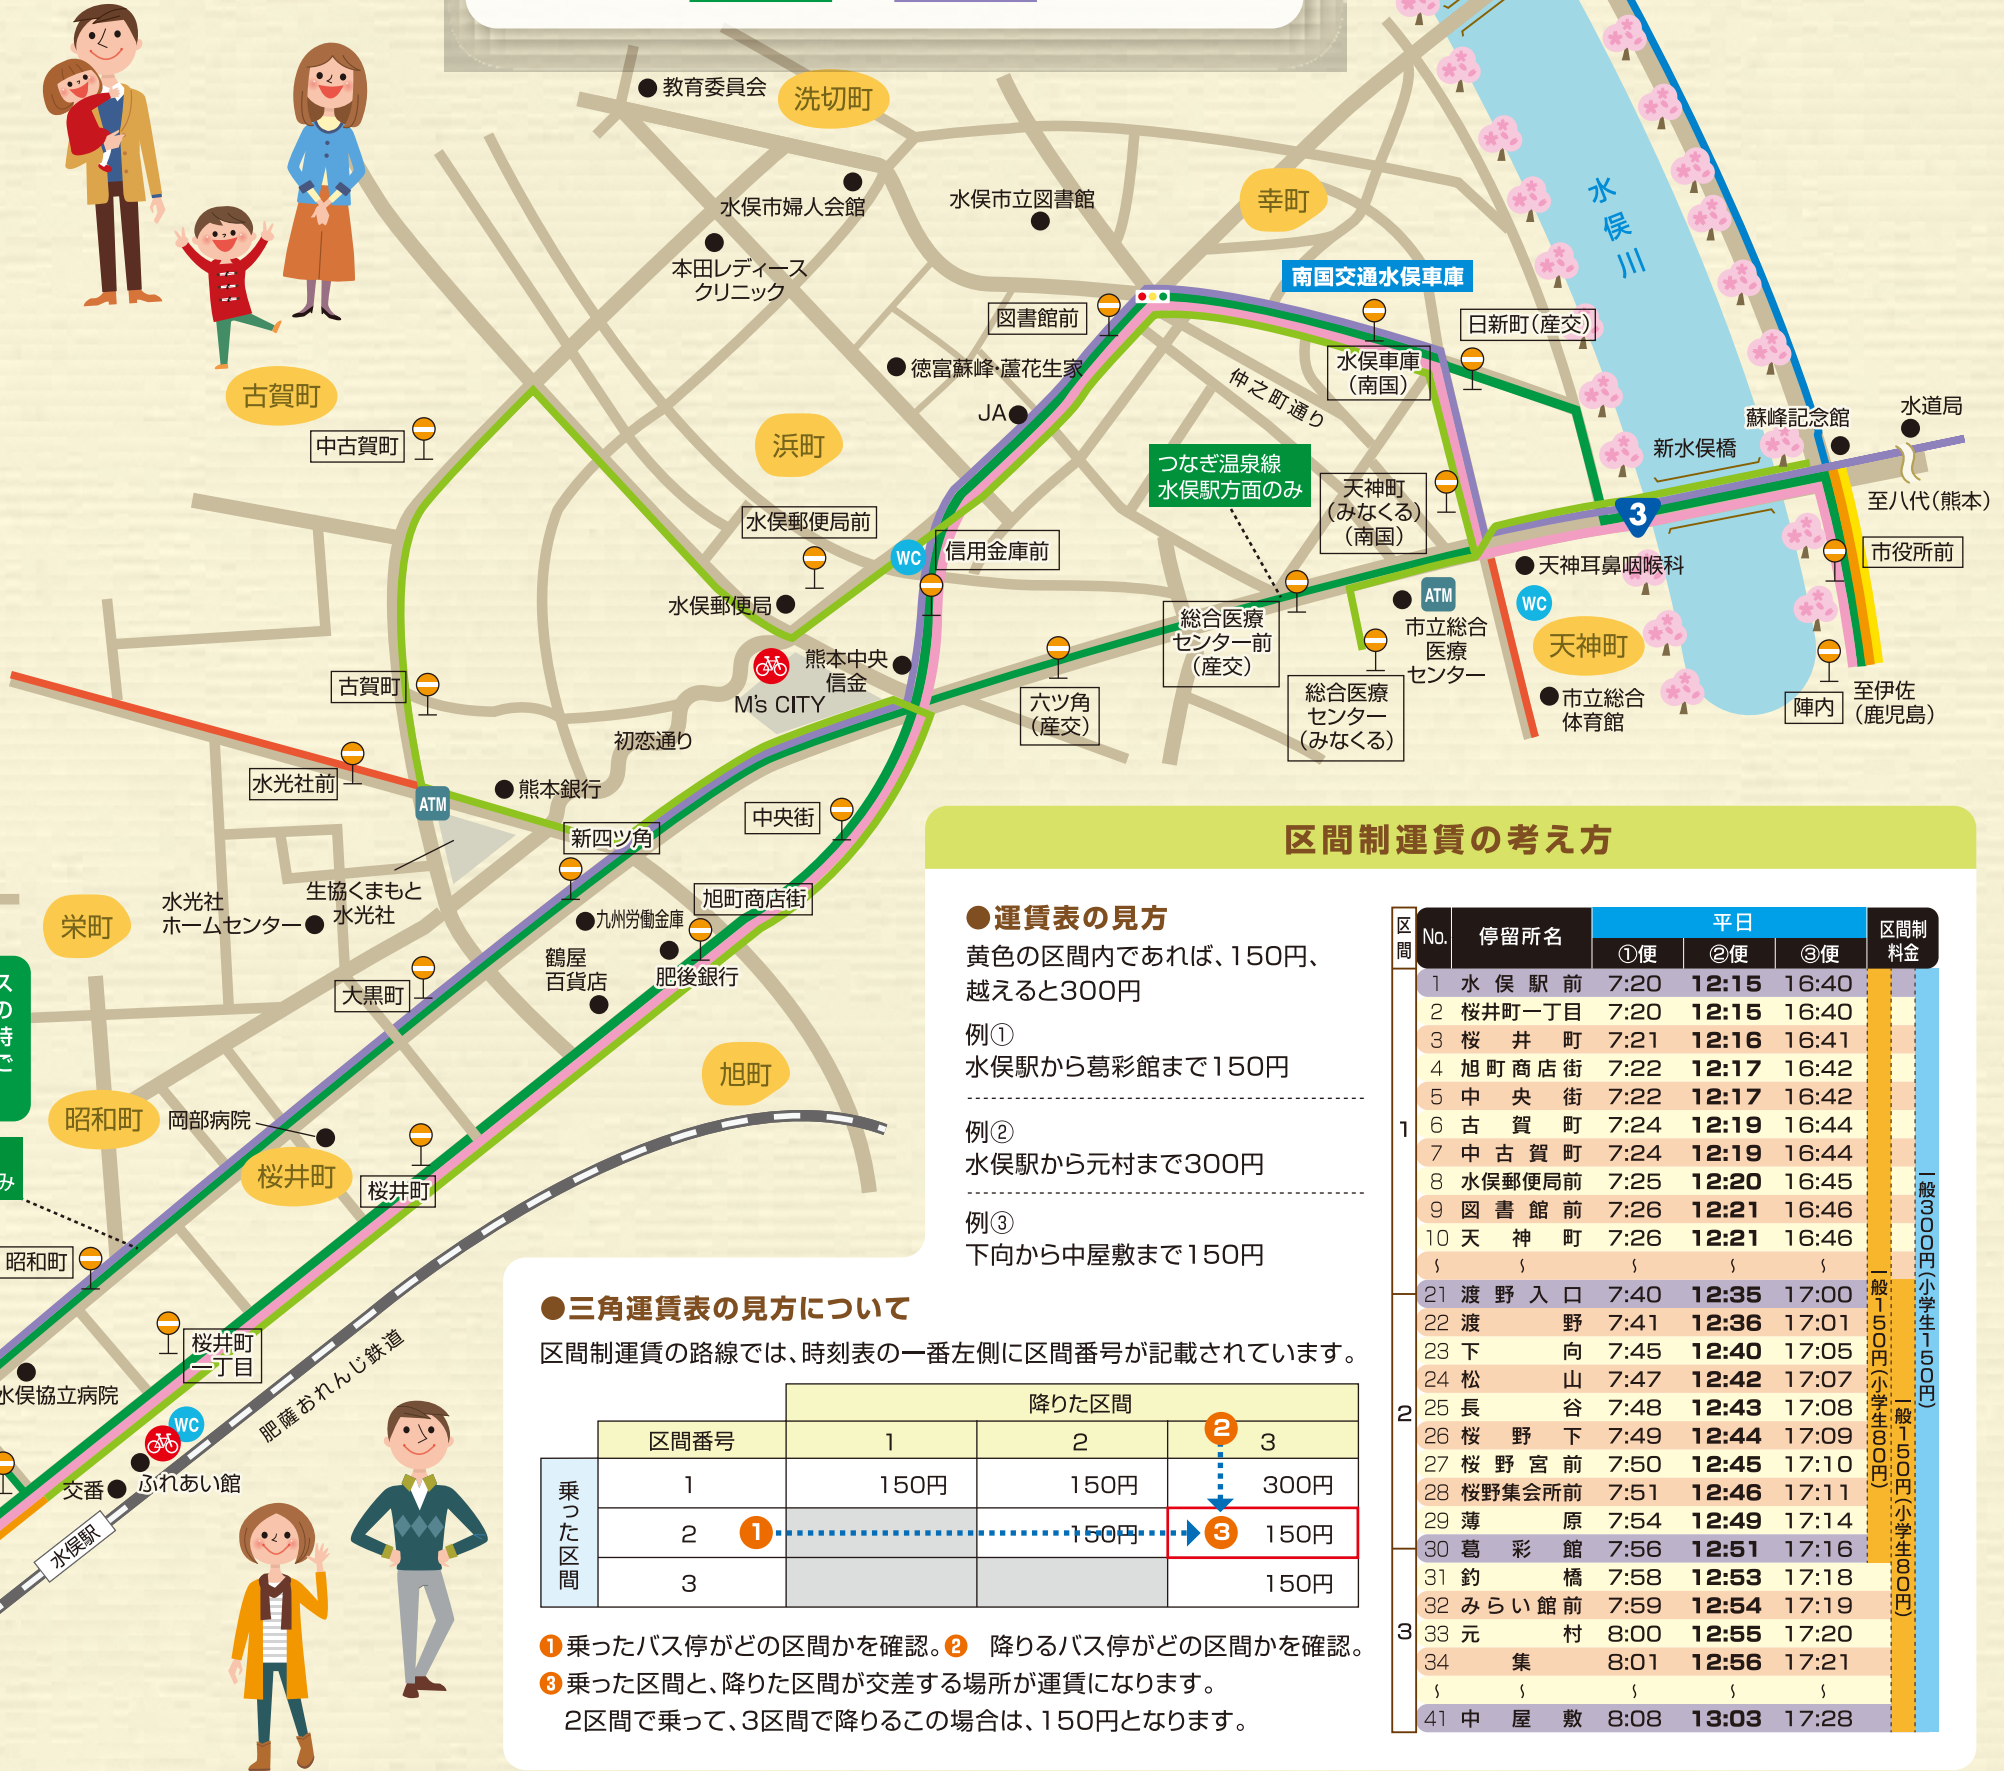 教育委員会
洗切町
水俣市婦人会館
水俣市立図書館
幸町
水俣川
本田レディース
クリニック
南国交通水俣車庫
図書館前
日新町(産交)
水俣車庫
(南国)
徳富蘇峰・蘆花生家
仲之町通り
古賀町
中古賀町
JA
浜町
蘇峰記念館
水道局
新水俣橋
つなぎ温泉線
水俣駅方面のみ
天神町
(みなくる)
(南国)
至八代(熊本)
3
水俣郵便局前
WC
信用金庫前
市役所前
天神耳鼻咽喉科
水俣郵便局
ATM
WC
総合医療
センター前
(産交)
市立総合
医療
センター
天神町
熊本中央
信金
M's CITY
古賀町
六ツ角
(産交)
総合医療
センター
(みなくる)
市立総合
体育館
陣内
至伊佐
(鹿児島)
初恋通り
水光社前
ATM
熊本銀行
新四ツ角
中央街
生協くまもと
水光社
水光社
ホームセンター
栄町
九州労働金庫
旭町商店街
鶴屋
百貨店
肥後銀行
大黒町
旭町
ス
の
時
ご
昭和町
岡部病院
桜井町
み
桜井町
昭和町
桜井町
一丁目
水俣協立病院
肥薩おれんじ鉄道
WC
ふれあい館
交番
水俣駅
区間制運賃の考え方
●運賃表の見方
黄色の区間内であれば、150円、
越えると300円
例①
水俣駅から葛彩館まで150円
例②
水俣駅から元村まで300円
例③
下向から中屋敷まで150円
●三角運賃表の見方について
区間制運賃の路線では、時刻表の一番左側に区間番号が記載されています。
降りた区間
2
区間番号 1 2 3
乗った区間
1 150円 150円 300円
2 1 150円 3 150円
3 150円
1 乗ったバス停がどの区間かを確認。2 降りるバス停がどの区間かを確認。
3 乗った区間と、降りた区間が交差する場所が運賃になります。
2区間で乗って、3区間で降りるこの場合は、150円となります。
区間 No. 停留所名 平日 区間制料金
①便 ②便 ③便
1 水俣駅前 7:20 12:15 16:40
2 桜井町一丁目 7:20 12:15 16:40
3 桜井町 7:21 12:16 16:41
4 旭町商店街 7:22 12:17 16:42
5 中央街 7:22 12:17 16:42
1
6 古賀町 7:24 12:19 16:44
7 中古賀町 7:24 12:19 16:44
8 水俣郵便局前 7:25 12:20 16:45
9 図書館前 7:26 12:21 16:46
10 天神町 7:26 12:21 16:46
〜 〜 〜 〜 〜
21 渡野入口 7:40 12:35 17:00
22 渡野 7:41 12:36 17:01
23 下向 7:45 12:40 17:05
24 松山 7:47 12:42 17:07
25 長谷 7:48 12:43 17:08
2
26 桜野下 7:49 12:44 17:09
27 桜野宮前 7:50 12:45 17:10
28 桜野集会所前 7:51 12:46 17:11
29 薄原 7:54 12:49 17:14
30 葛彩館 7:56 12:51 17:16
31 釣橋 7:58 12:53 17:18
32 みらい館前 7:59 12:54 17:19
3
33 元村 8:00 12:55 17:20
34 集 8:01 12:56 17:21
〜 〜 〜 〜 〜
41 中屋敷 8:08 13:03 17:28
一般150円(小学生80円)
一般150円(小学生80円)
一般300円(小学生150円)